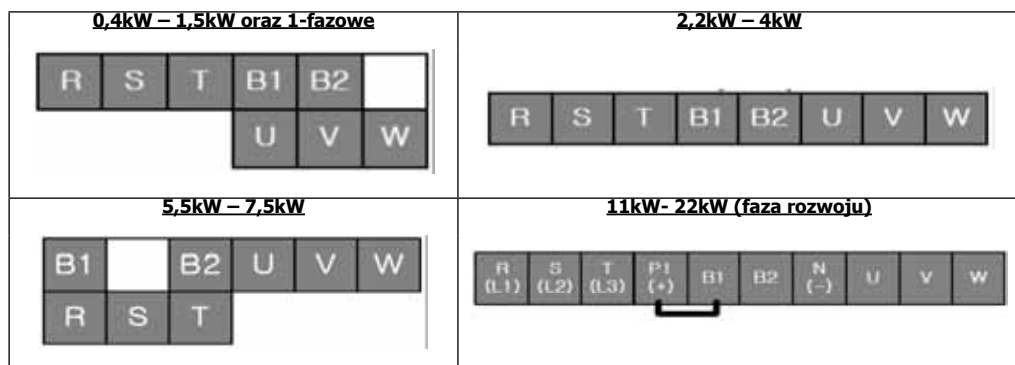 0,4kW – 1,5kW oraz 1-fazowe
R S T B1 B2
U V W
2,2kW – 4kW
R S T B1 B2 U V W
5,5kW – 7,5kW
B1 B2 U V W
R S T
11kW- 22kW (faza rozwoju)
R (L1) S (L2) T (L3) P1 (+) B1 B2 N (-) U V W